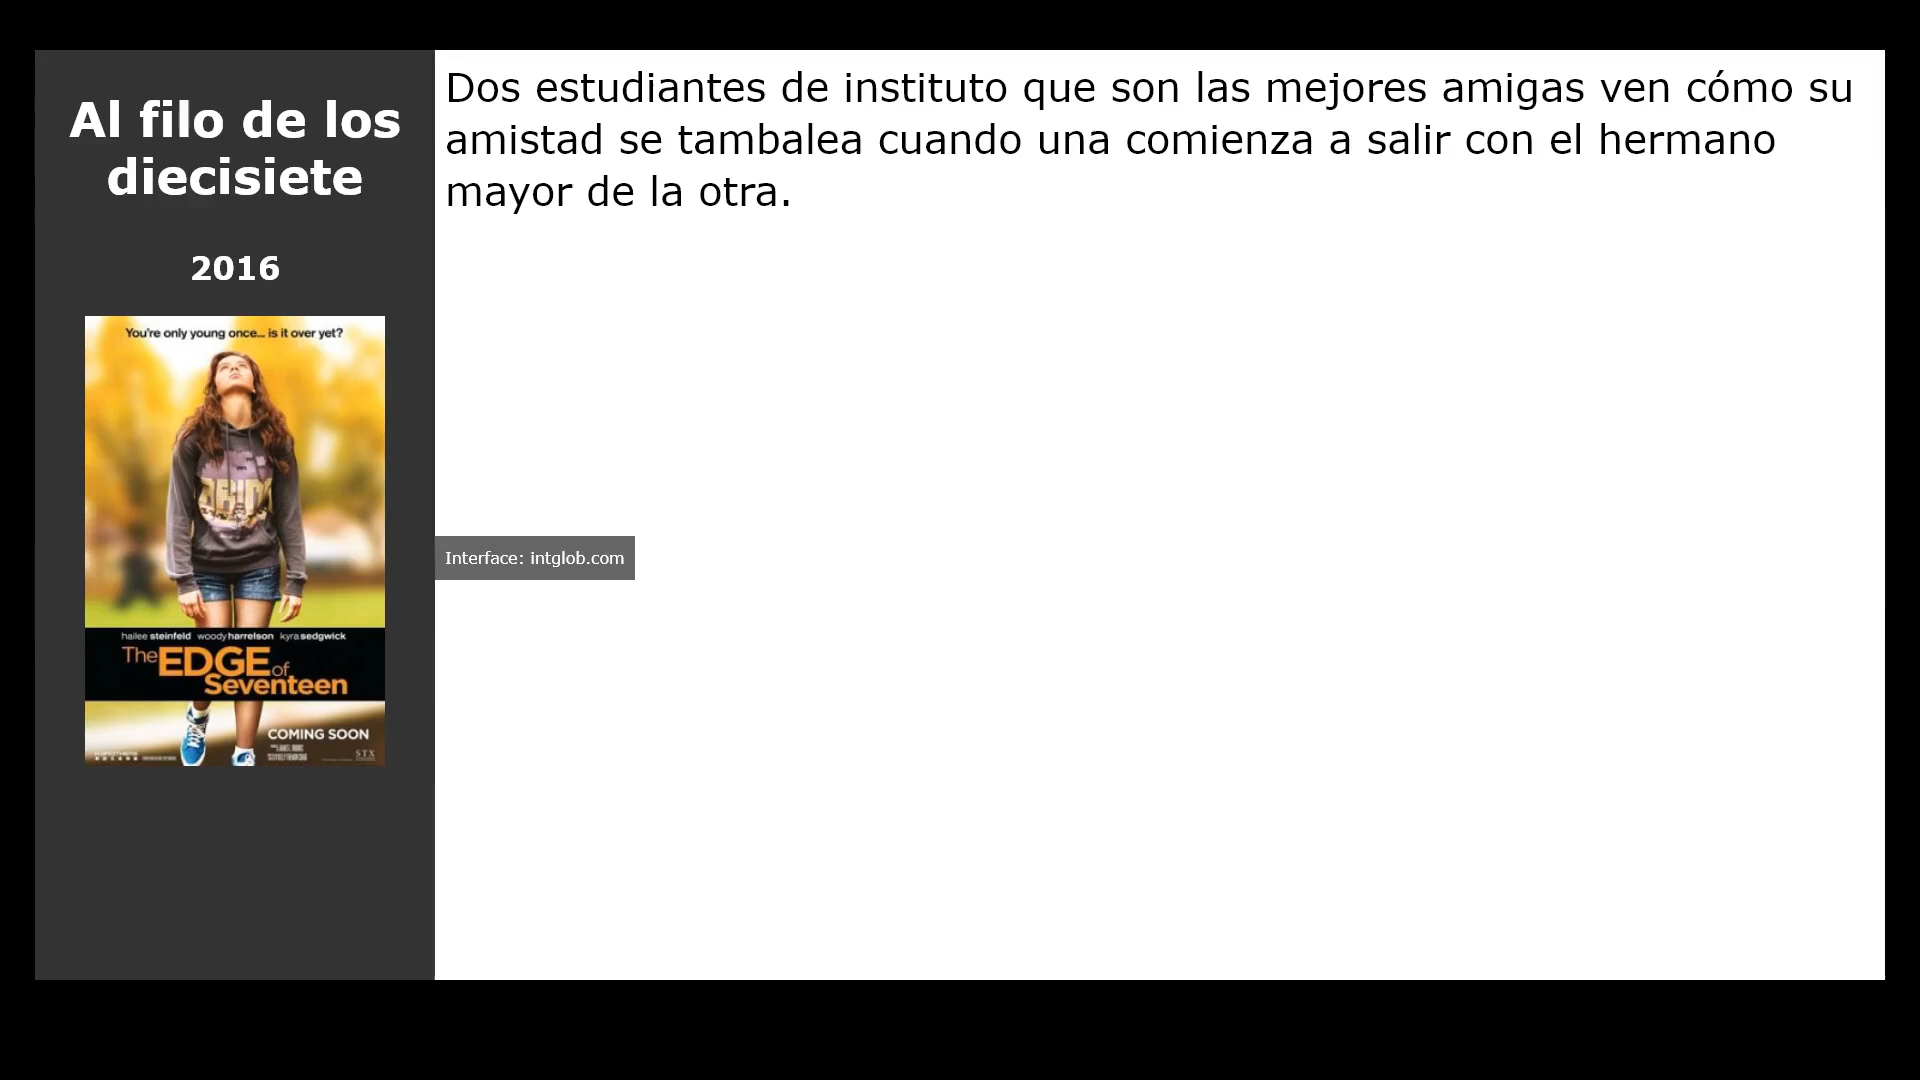 Al filo de los
diecisiete
2016
You're only young once... is it over yet?
hailee steinfeld woody harrelson kyra sedgwick
The EDGE of
Seventeen
COMING SOON
STX
Dos estudiantes de instituto que son las mejores amigas ven cómo su
amistad se tambalea cuando una comienza a salir con el hermano
mayor de la otra.
Interface: intglob.com